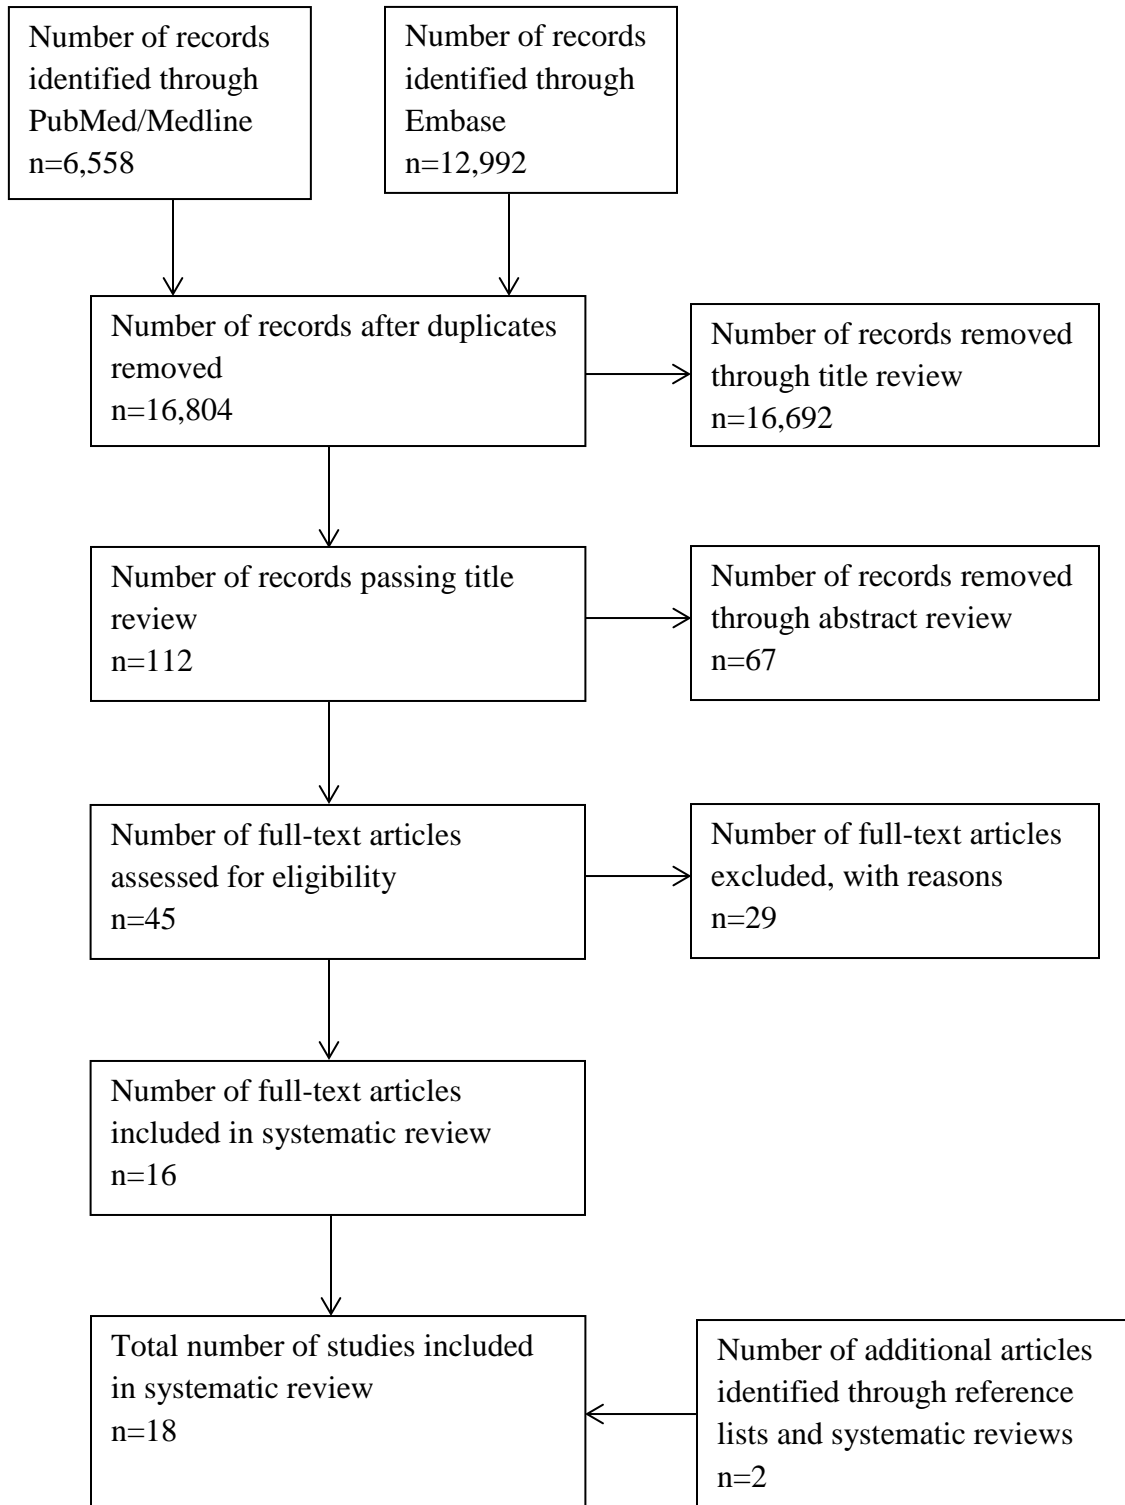 Number of records
identified through
PubMed/Medline
n=6,558
Number of records
identified through
Embase
n=12,992
Number of records after duplicates
removed
n=16,804
Number of records removed
through title review
n=16,692
Number of records passing title
review
n=112
Number of records removed
through abstract review
n=67
Number of full-text articles
assessed for eligibility
n=45
Number of full-text articles
excluded, with reasons
n=29
Number of full-text articles
included in systematic review
n=16
Total number of studies included
in systematic review
n=18
Number of additional articles
identified through reference
lists and systematic reviews
n=2